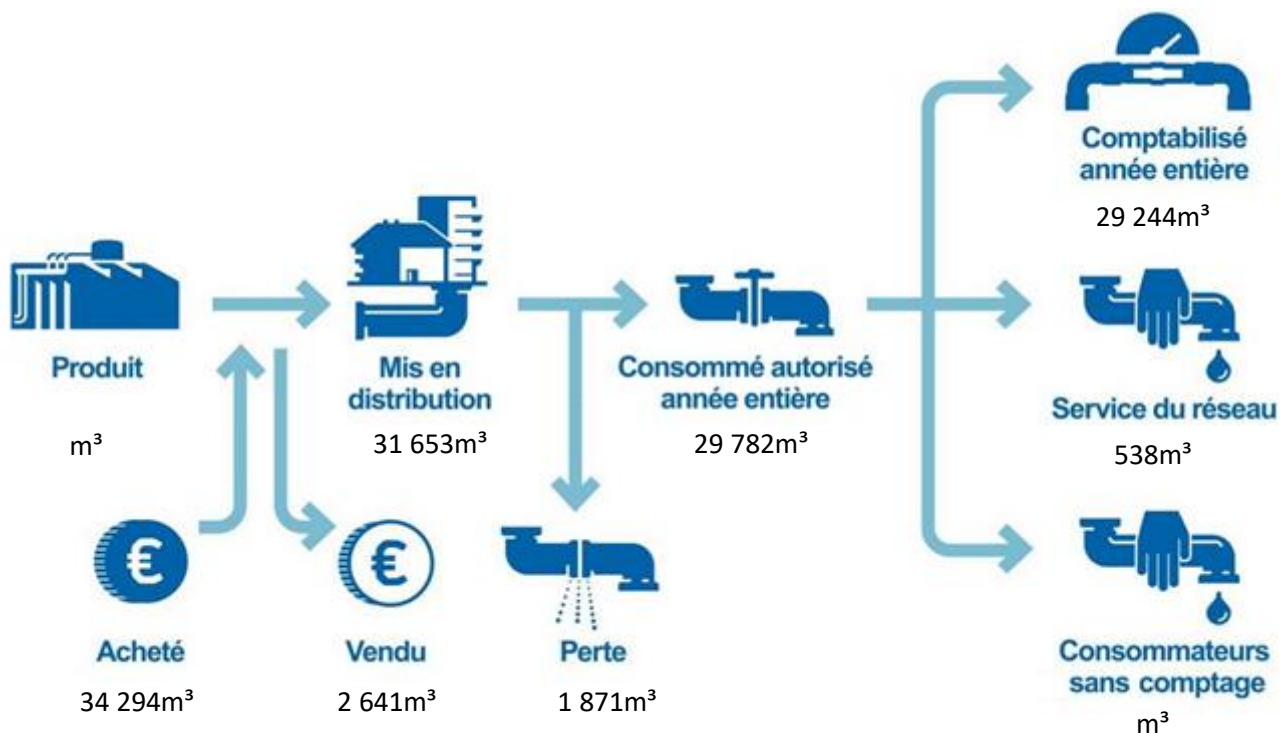 Comptabilisé
année entière
29 244m³
Produit
m³
Mis en
distribution
31 653m³
Consommé autorisé
année entière
29 782m³
Service du réseau
538m³
€
Acheté
34 294m³
€
Vendu
2 641m³
Perte
1 871m³
Consommateurs
sans comptage
m³